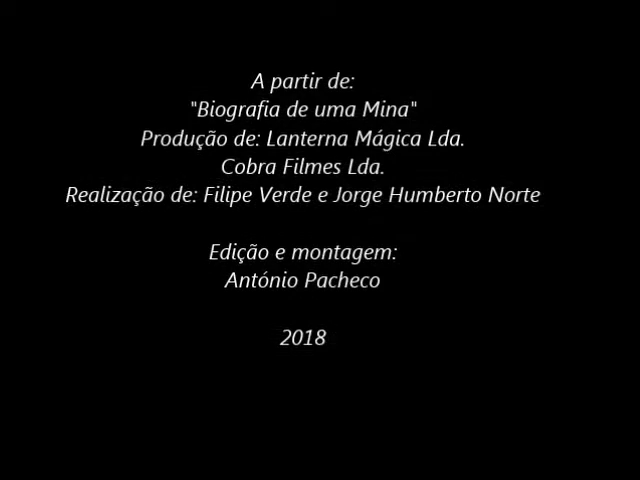 A partir de:
"Biografia de uma Mina"
Produção de: Lanterna Mágica Lda.
Cobra Filmes Lda.
Realização de: Filipe Verde e Jorge Humberto Norte
Edição e montagem:
António Pacheco
2018